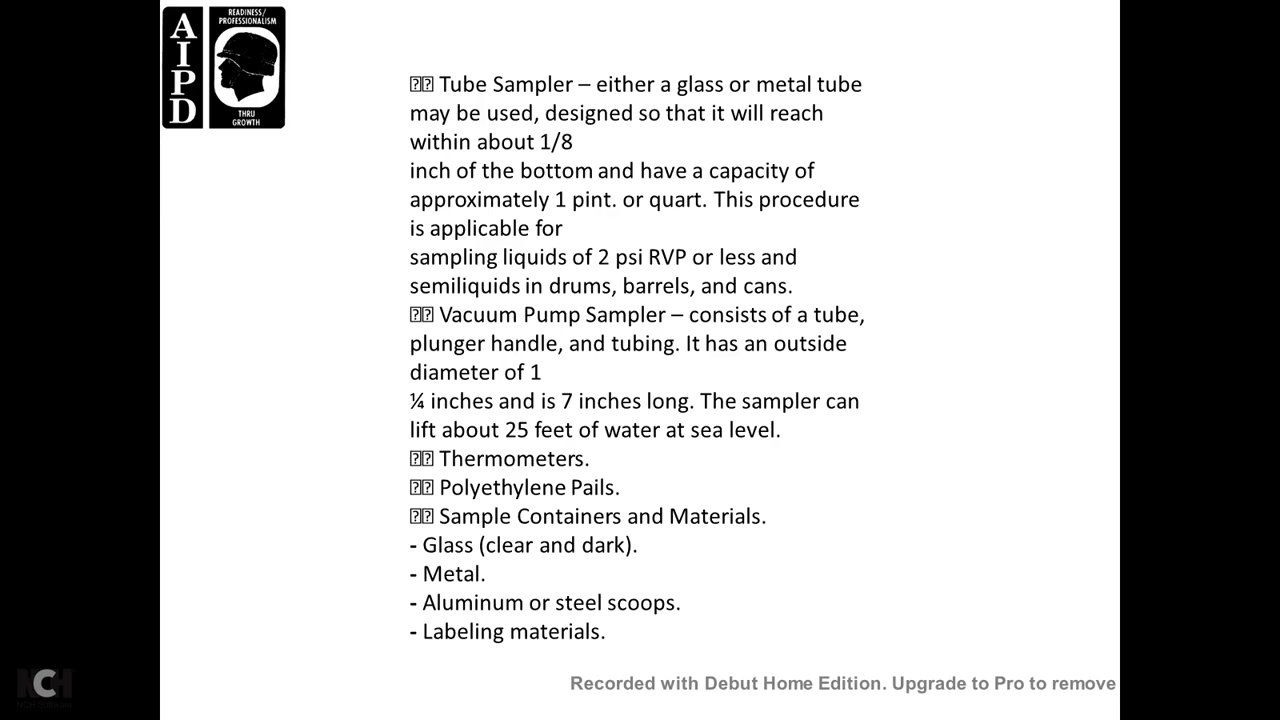 A
I
P
D
READINESS/
PROFESSIONALISM
THRU
GROWTH
Tube Sampler – either a glass or metal tube
may be used, designed so that it will reach
within about 1/8
inch of the bottom and have a capacity of
approximately 1 pint. or quart. This procedure
is applicable for
sampling liquids of 2 psi RVP or less and
semiliquids in drums, barrels, and cans.
Vacuum Pump Sampler – consists of a tube,
plunger handle, and tubing. It has an outside
diameter of 1
¼ inches and is 7 inches long. The sampler can
lift about 25 feet of water at sea level.
Thermometers.
Polyethylene Pails.
Sample Containers and Materials.
- Glass (clear and dark).
- Metal.
- Aluminum or steel scoops.
- Labeling materials.
NCH
NCH Software
Recorded with Debut Home Edition. Upgrade to Pro to remove